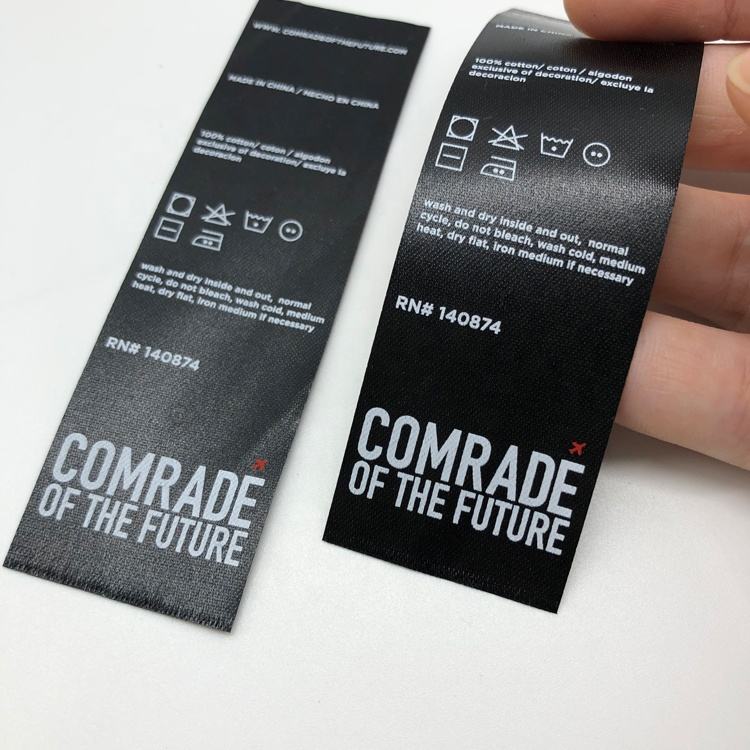 WWW. COMRADEOFTHEFUTURE.COM
MADE IN CHINA / HECHO EN CHINA
100% cotton/ coton / algodon
exclusive of decoration/ excluye la
decoracion
wash and dry inside and out, normal
cycle, do not bleach, wash cold, medium
heat, dry flat, iron medium if necessary
RN# 140874
COMRADE
OF THE FUTURE
MADE IN CHINA
100% cotton/ coton / algodon
exclusive of decoration/ excluye la
decoracion
wash and dry inside and out, normal
cycle, do not bleach, wash cold, medium
heat, dry flat, iron medium if necessary
RN# 140874
COMRADE
OF THE FUTURE